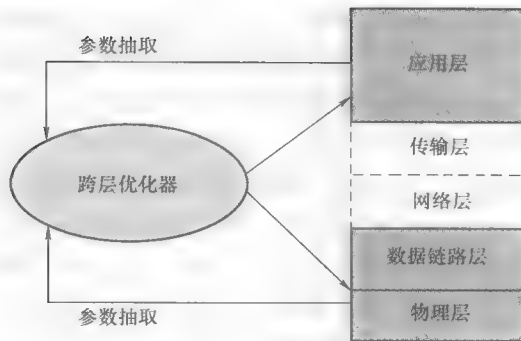 参数抽取
应用层
传输层
跨层优化器
网络层
数据链路层
物理层
参数抽取